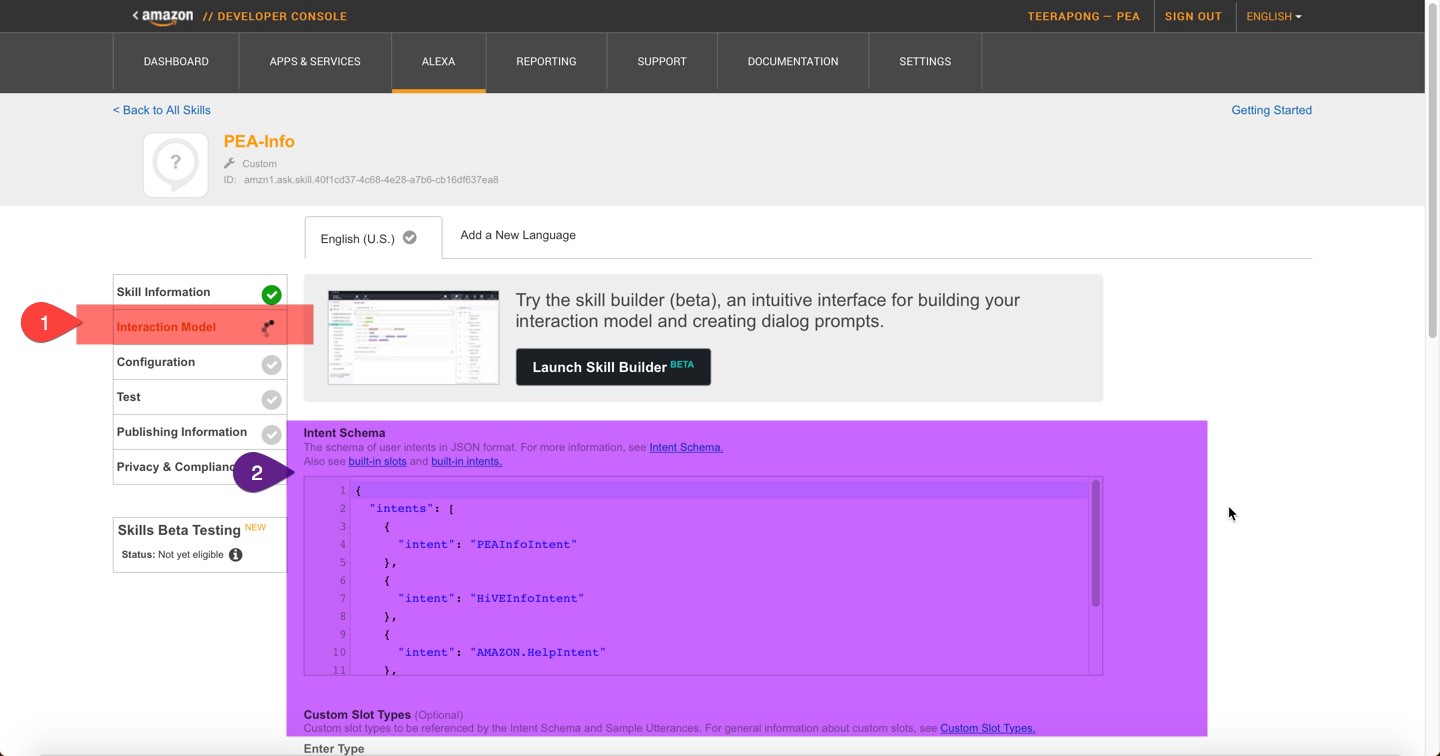 amazon // DEVELOPER CONSOLE
TEERAPONG — PEA
SIGN OUT
ENGLISH
DASHBOARD
APPS & SERVICES
ALEXA
REPORTING
SUPPORT
DOCUMENTATION
SETTINGS
< Back to All Skills
Getting Started
?
PEA-Info
Custom
ID: amzn1.ask.skill.40f1cd37-4c68-4e28-a7b6-cb16df637ea8
English (U.S.)
Add a New Language
Skill Information
1
Interaction Model
Configuration
Test
Publishing Information
Privacy & Complianc
2
Skills Beta Testing NEW
Status: Not yet eligible
Try the skill builder (beta), an intuitive interface for building your
interaction model and creating dialog prompts.
Launch Skill Builder BETA
Intent Schema
The schema of user intents in JSON format. For more information, see Intent Schema.
Also see built-in slots and built-in intents.
1 {
2 "intents": [
3 {
4 "intent": "PEAInfoIntent"
5 },
6 {
7 "intent": "HiVEInfoIntent"
8 },
9 {
10 "intent": "AMAZON.HelpIntent"
11 },
Custom Slot Types (Optional)
Custom slot types to be referenced by the Intent Schema and Sample Utterances. For general information about custom slots, see Custom Slot Types.
Enter Type